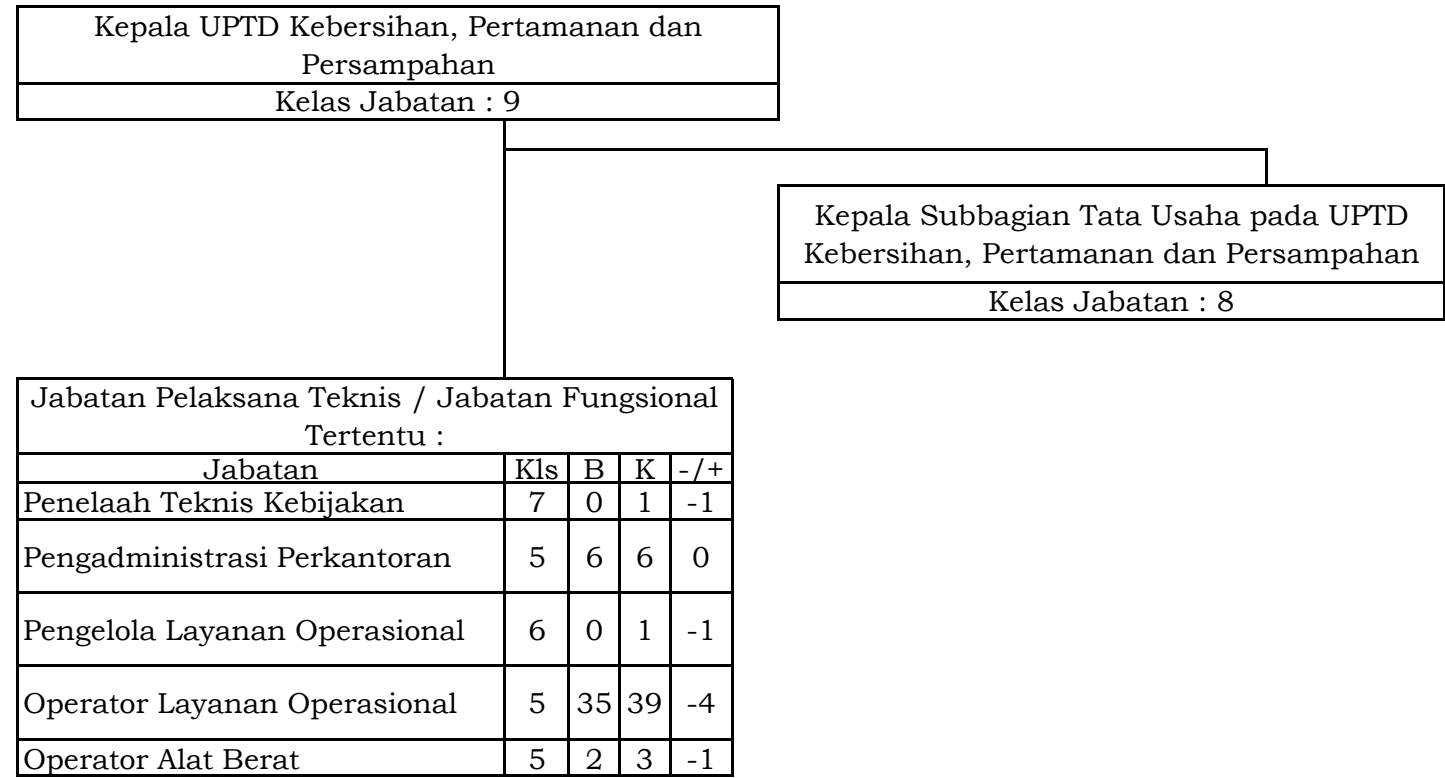 Kepala UPTD Kebersihan, Pertamanan dan
Persampahan
Kelas Jabatan : 9
Kepala Subbagian Tata Usaha pada UPTD
Kebersihan, Pertamanan dan Persampahan
Kelas Jabatan : 8
Jabatan Pelaksana Teknis / Jabatan Fungsional
Tertentu :
Jabatan Kls B K -/+
Penelaah Teknis Kebijakan 7 0 1 -1
Pengadministrasi Perkantoran 5 6 6 0
Pengelola Layanan Operasional 6 0 1 -1
Operator Layanan Operasional 5 35 39 -4
Operator Alat Berat 5 2 3 -1